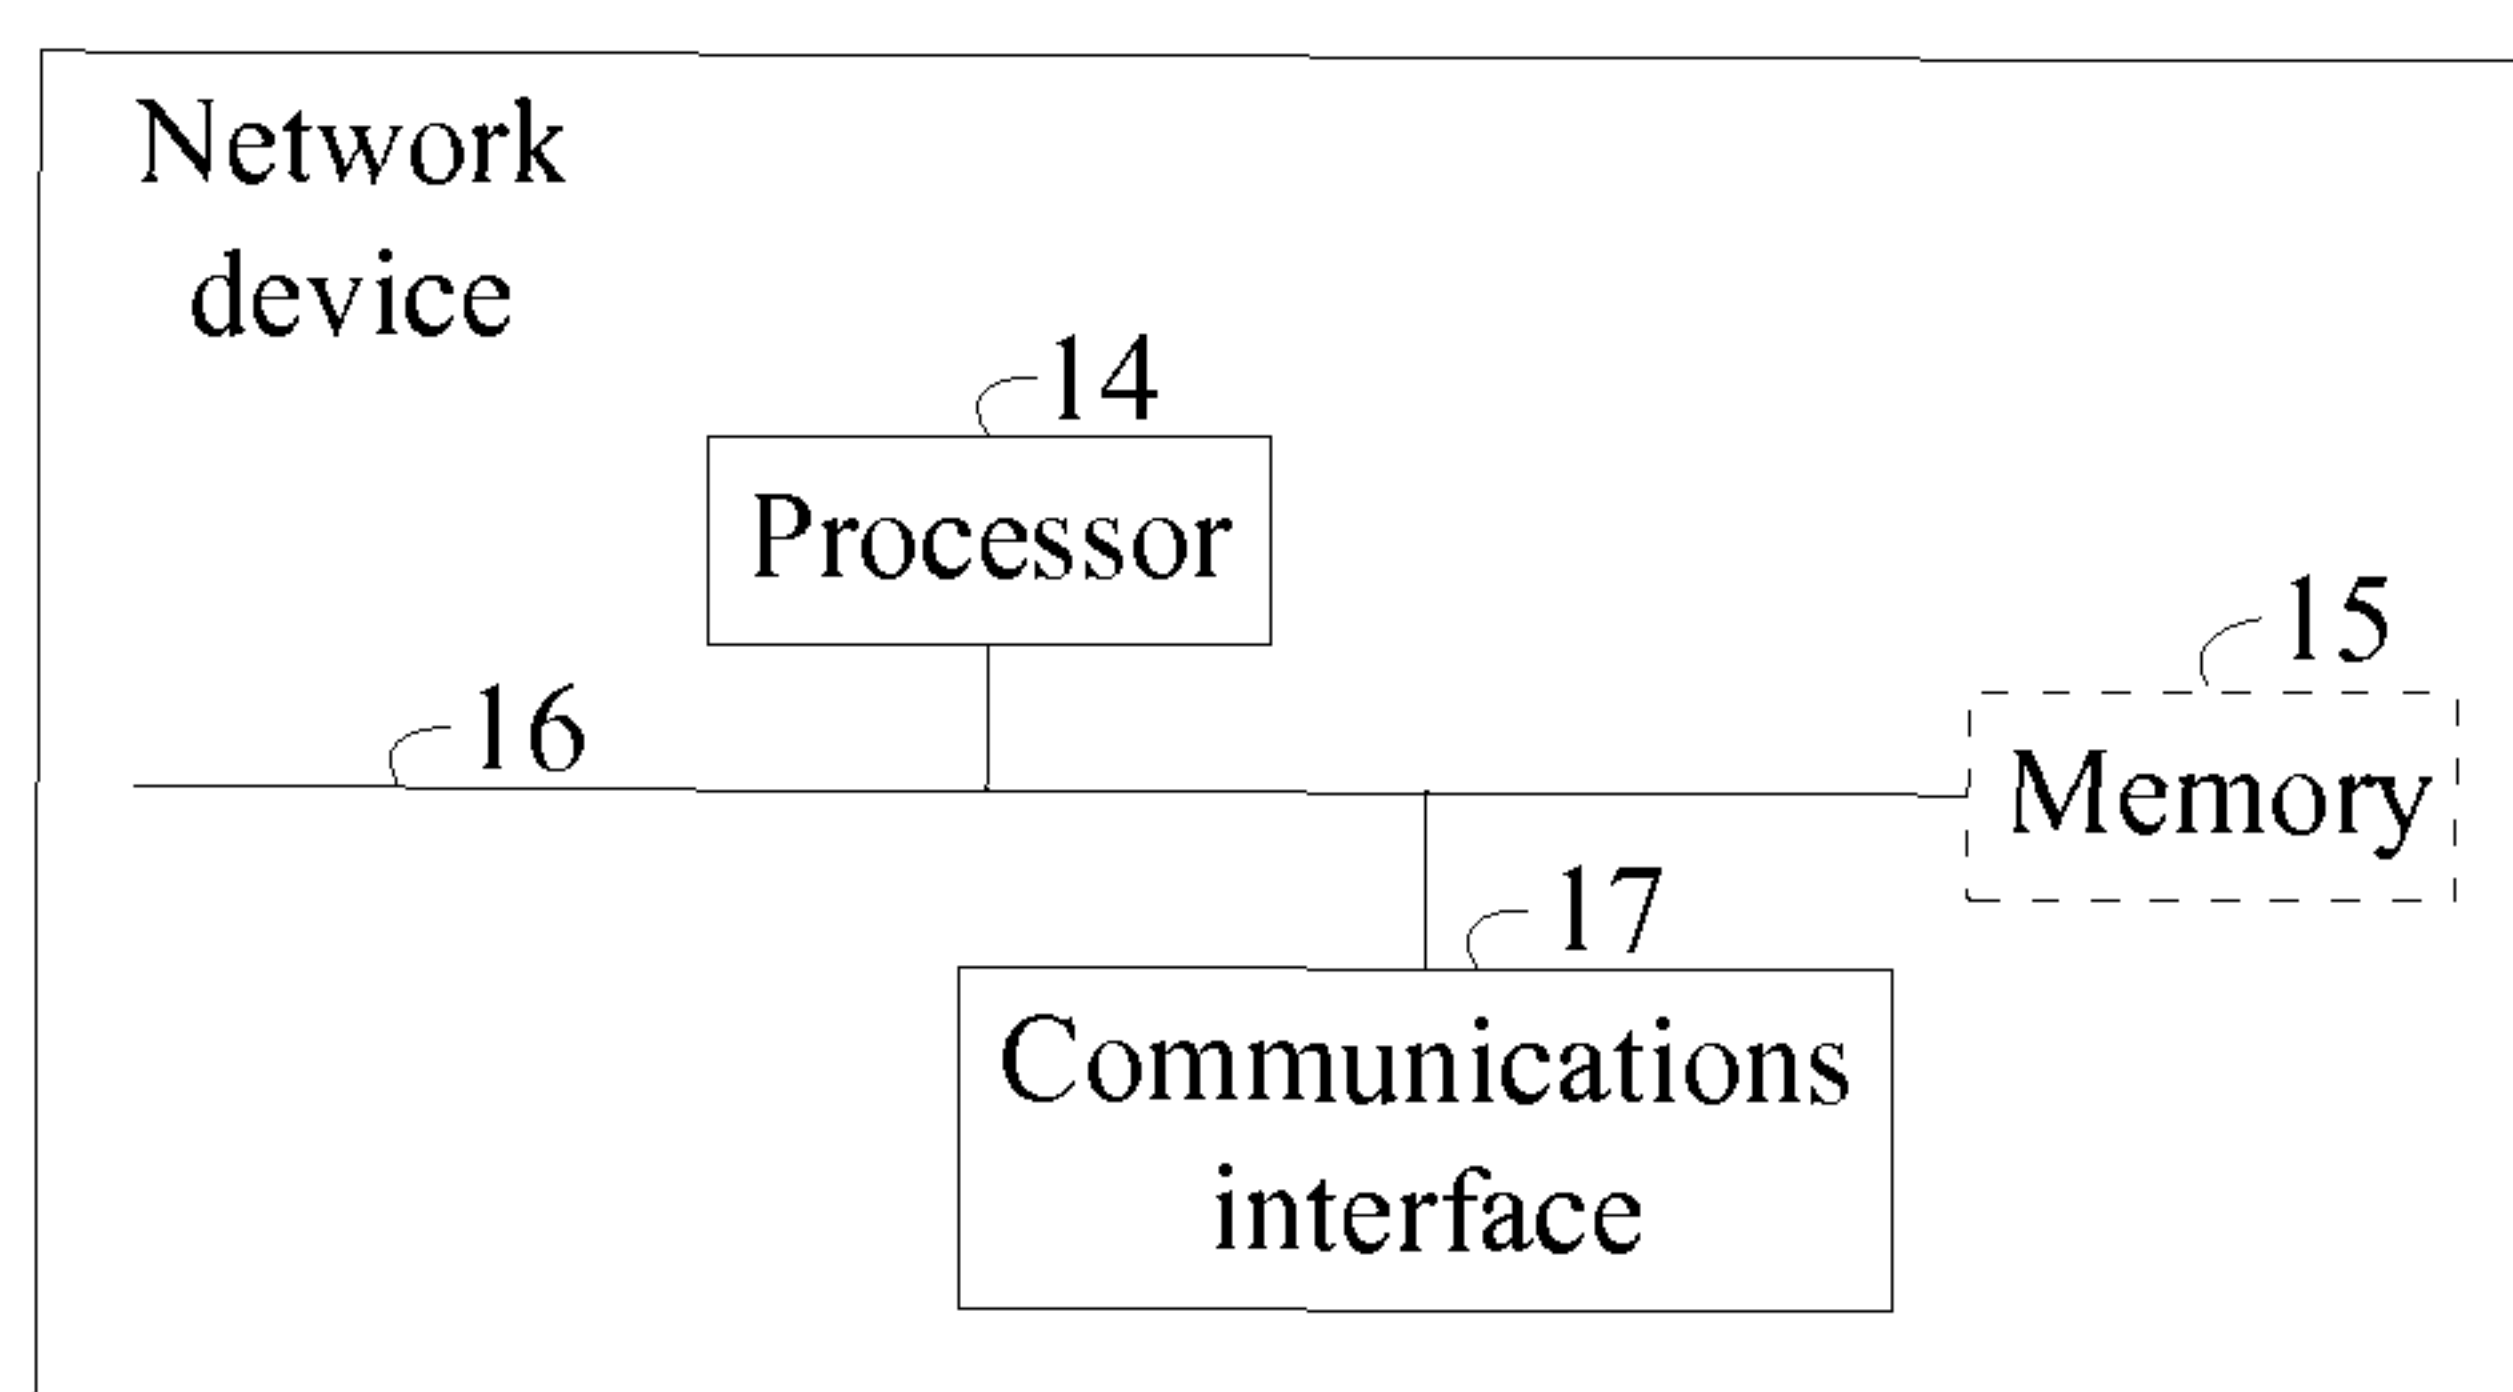 Network
device
14
Processor
15
16
Memory
17
Communications
interface